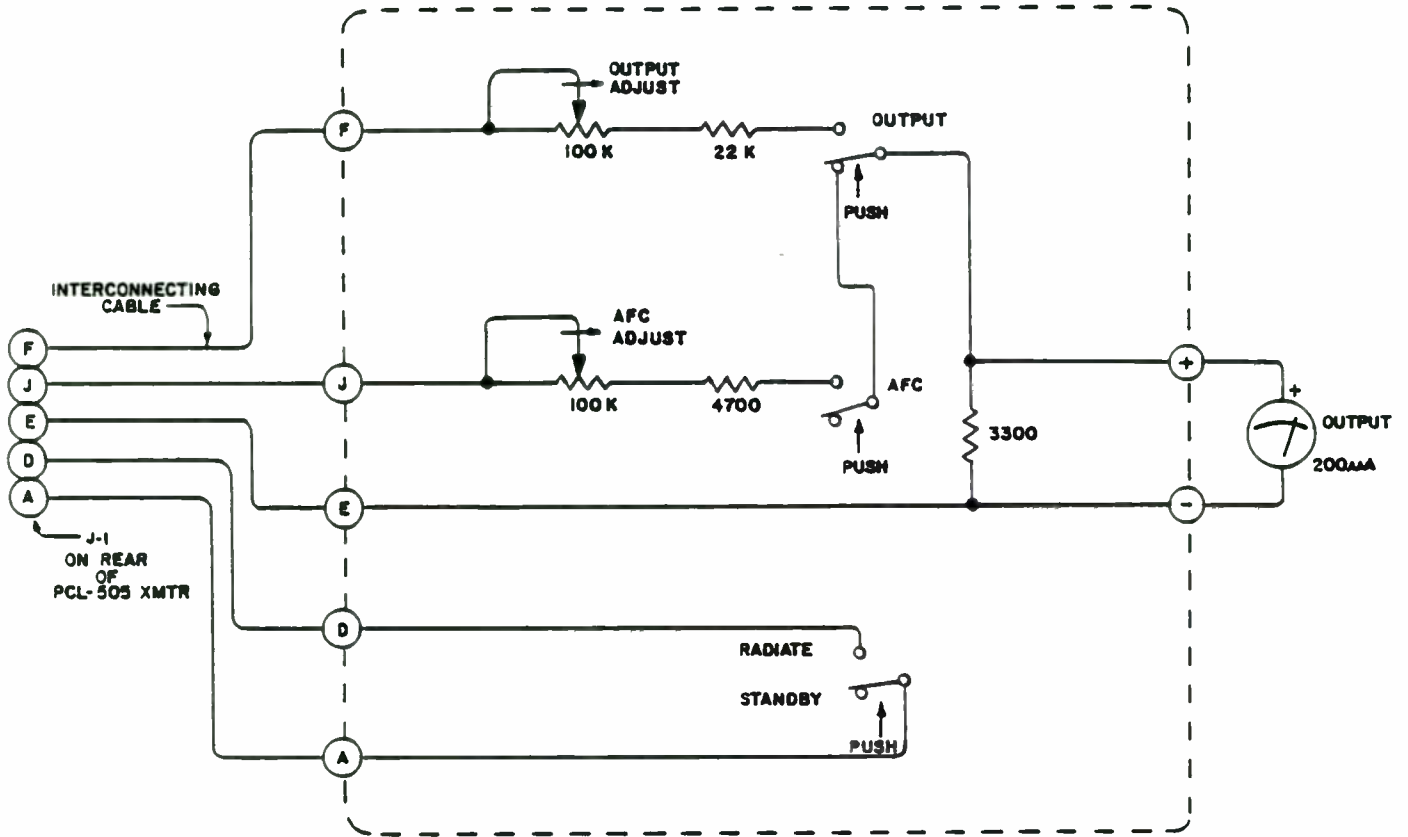 OUTPUT
ADJUST
F
100 K
22 K
OUTPUT
PUSH
INTERCONNECTING
CABLE
AFC
ADJUST
F
J
E
D
A
J
100 K
4700
AFC
PUSH
3300
+
+
OUTPUT
200µA
E
-
J-1
ON REAR
OF
PCL-505 XMTR
D
RADIATE
STANDBY
PUSH
A